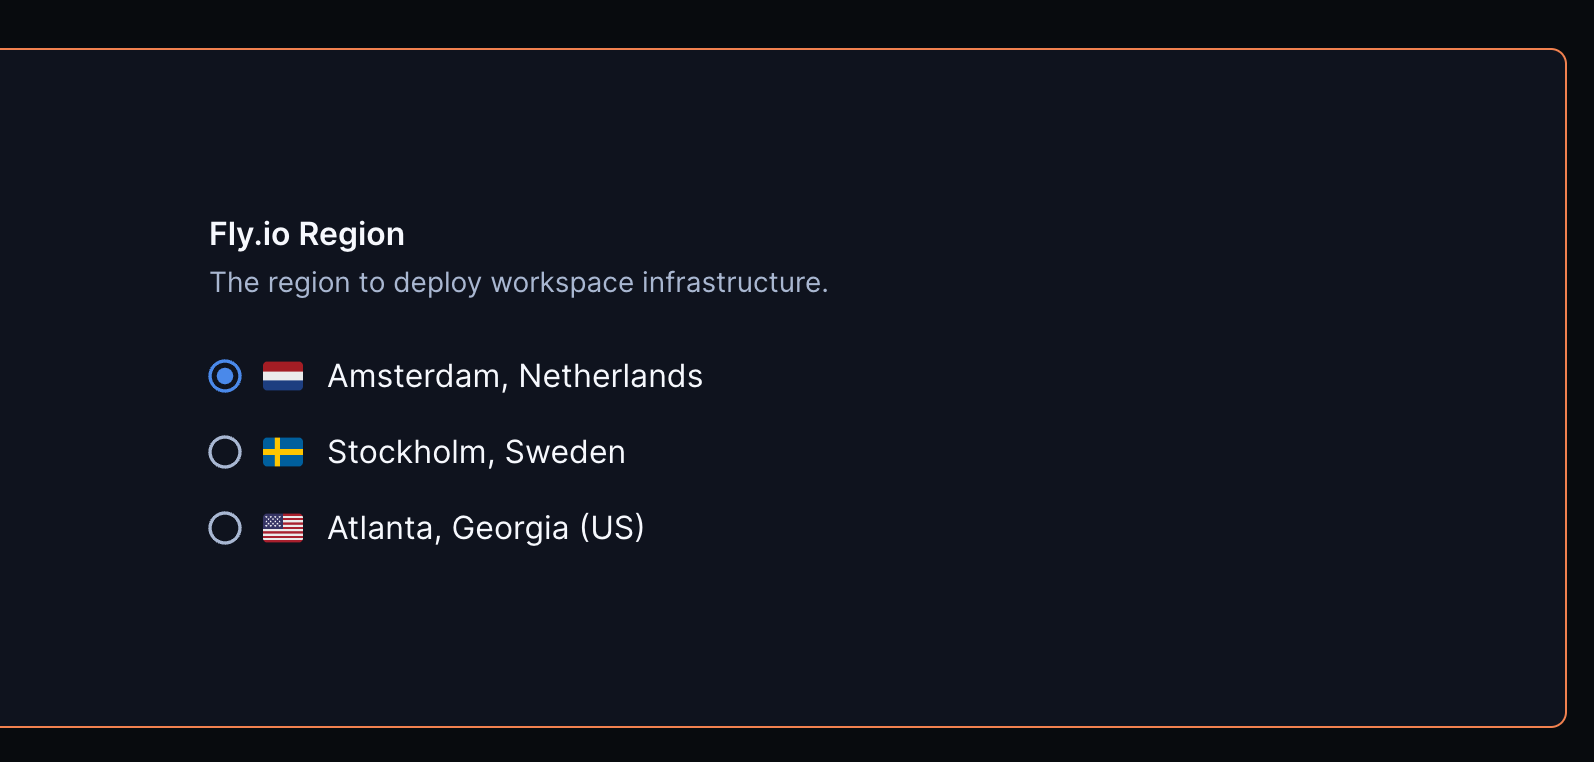 Fly.io Region
The region to deploy workspace infrastructure.
Amsterdam, Netherlands
Stockholm, Sweden
Atlanta, Georgia (US)